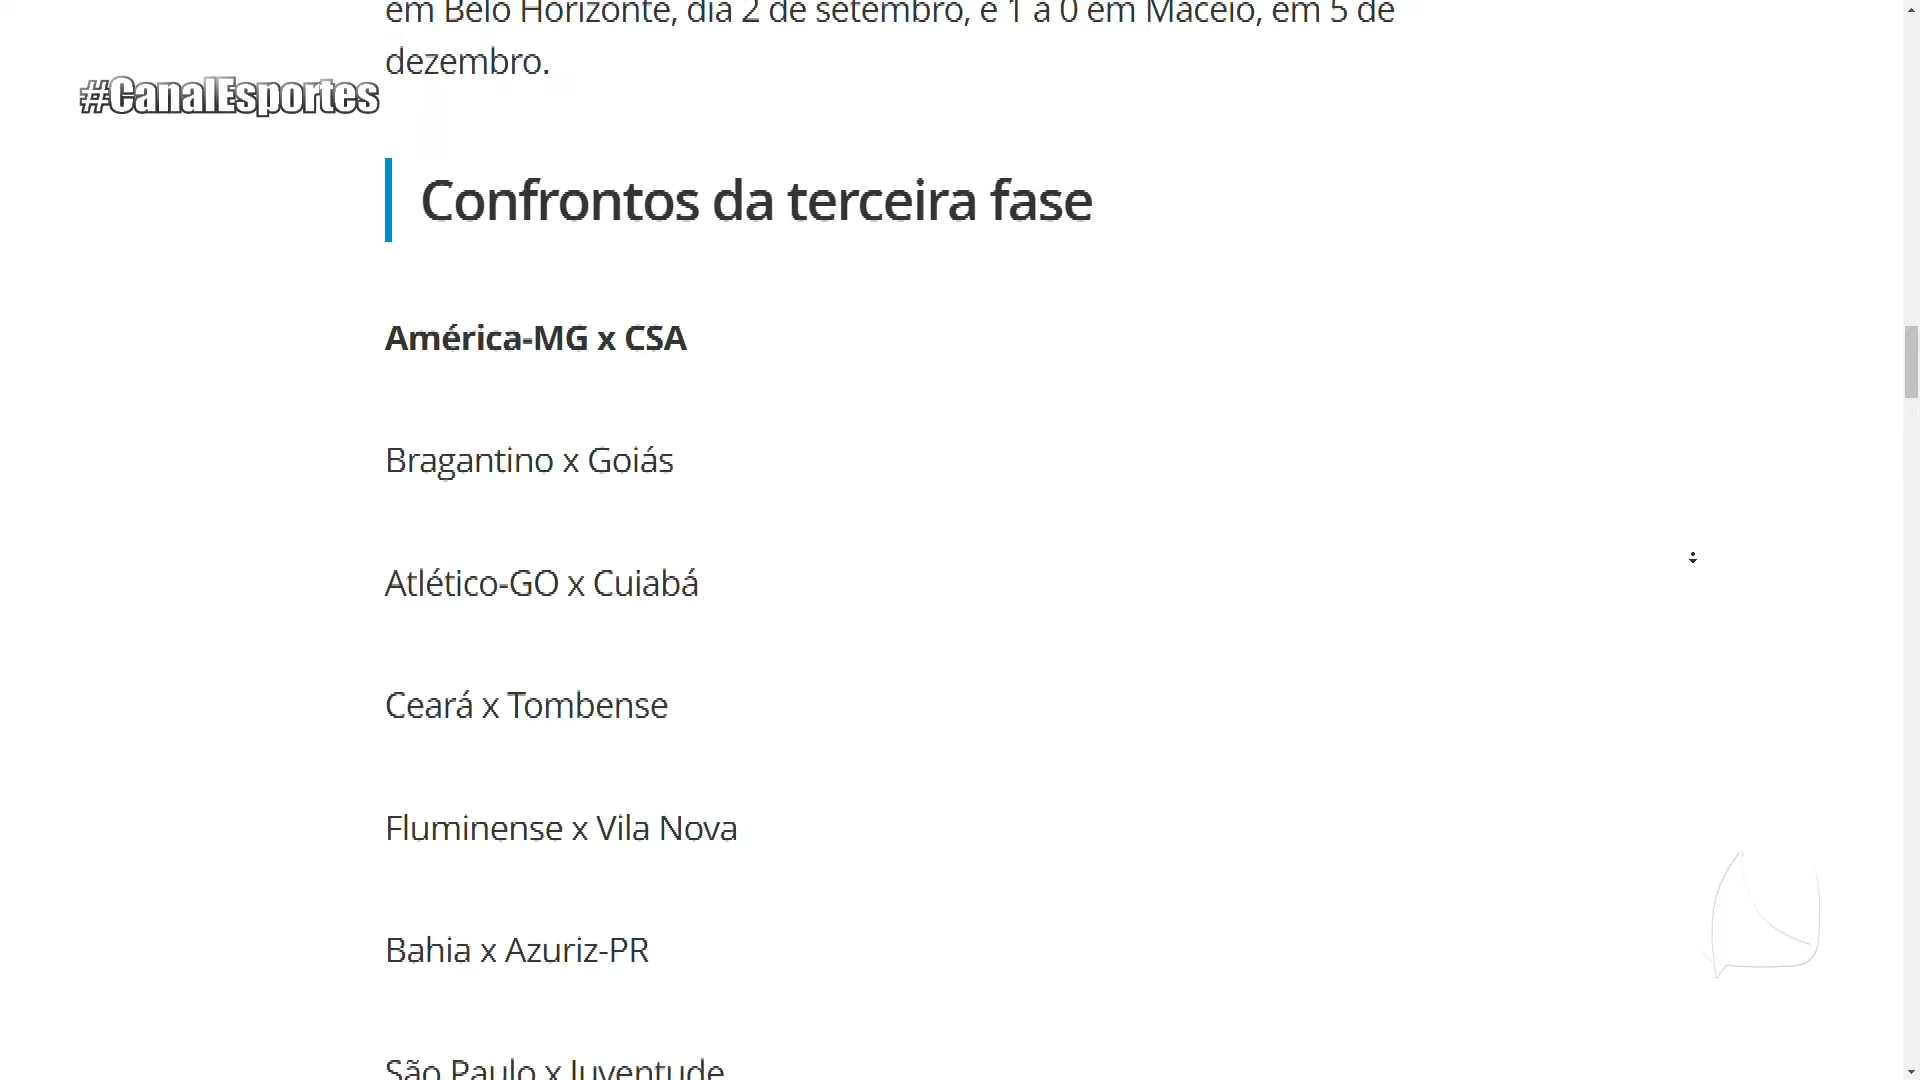 em Belo Horizonte, dia 2 de setembro, e 1 a 0 em Maceió, em 5 de
dezembro.
#CanalEsportes
Confrontos da terceira fase
América-MG x CSA
Bragantino x Goiás
Atlético-GO x Cuiabá
Ceará x Tombense
Fluminense x Vila Nova
Bahia x Azuriz-PR
São Paulo x Juventude